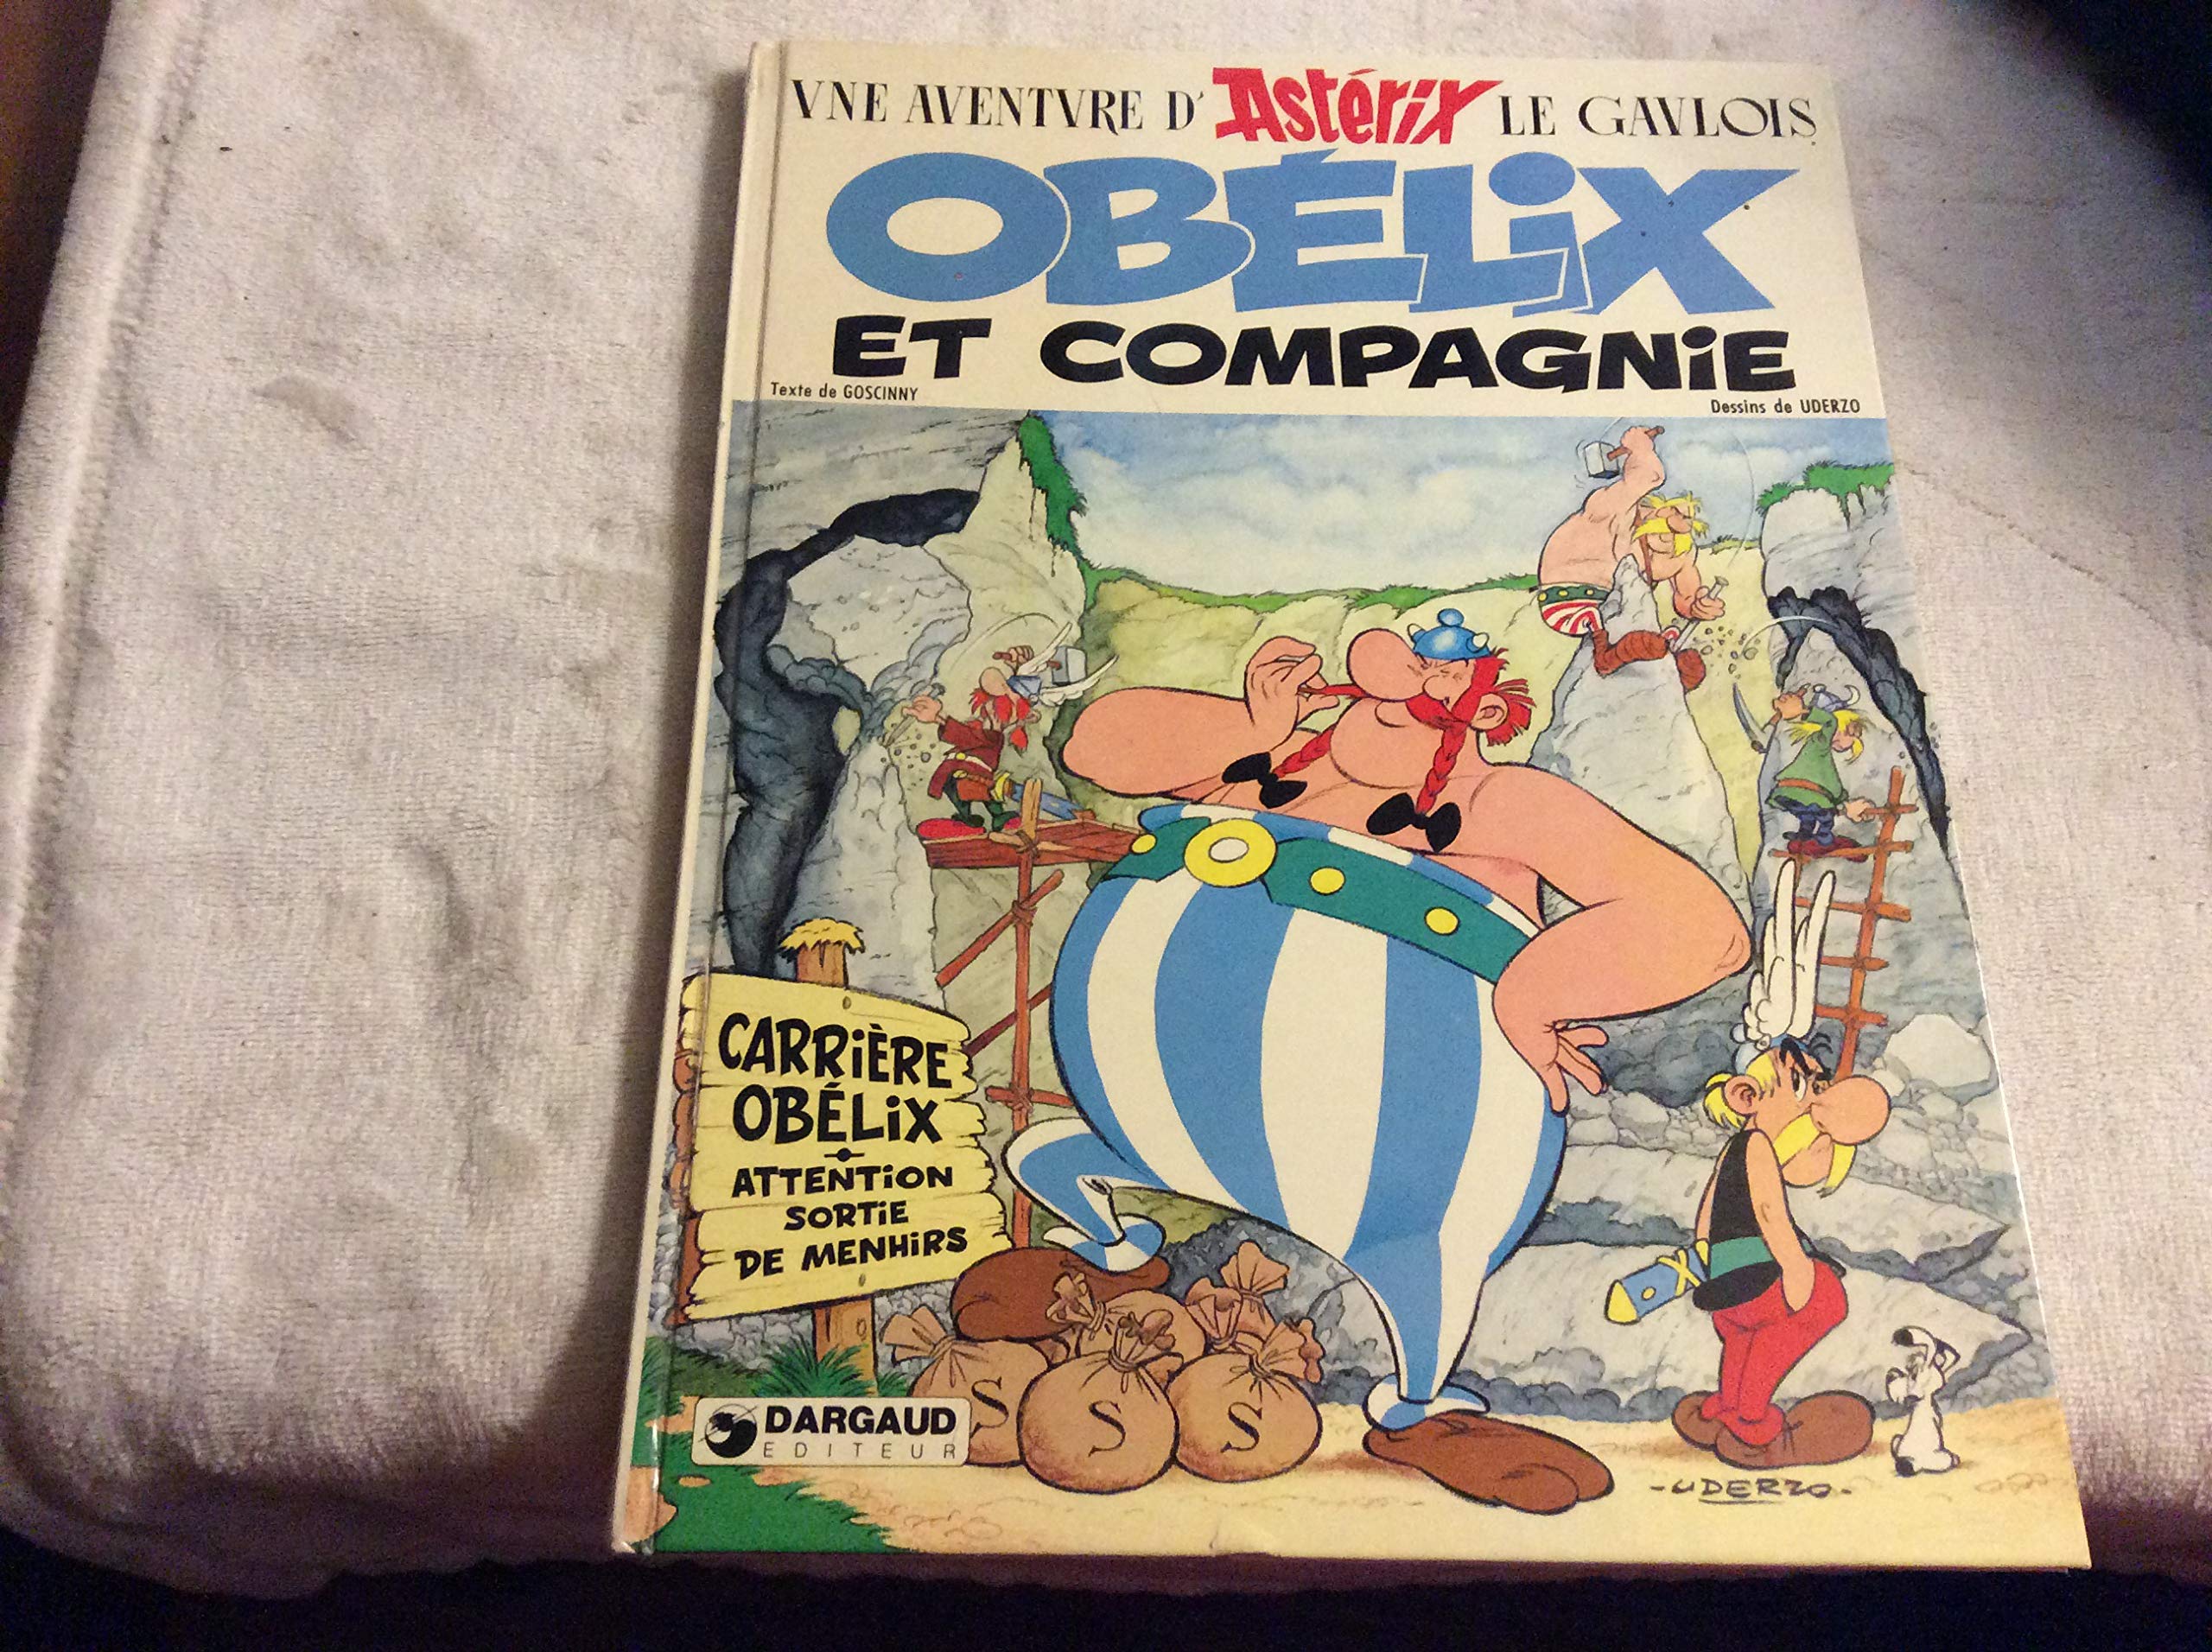 VNE AVENTVRE D' Astérix LE GAVLOIS
OBÉLiX
ET COMPAGNiE
Texte de GOSCINNY
Dessins de UDERZO
CARRiÈRE
OBÉLiX
ATTENTiON
SORTiE
DE MENHiRS
S S S
DARGAUD
EDITEUR
-UDERZO-